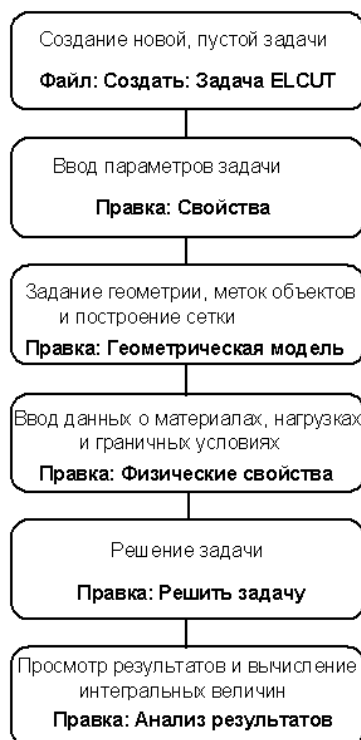 Создание новой, пустой задачи
Файл: Создать: Задача ELCUT
Ввод параметров задачи
Правка: Свойства
Задание геометрии, меток объектов
и построение сетки
Правка: Геометрическая модель
Ввод данных о материалах, нагрузках
и граничных условиях
Правка: Физические свойства
Решение задачи
Правка: Решить задачу
Просмотр результатов и вычисление
интегральных величин
Правка: Анализ результатов